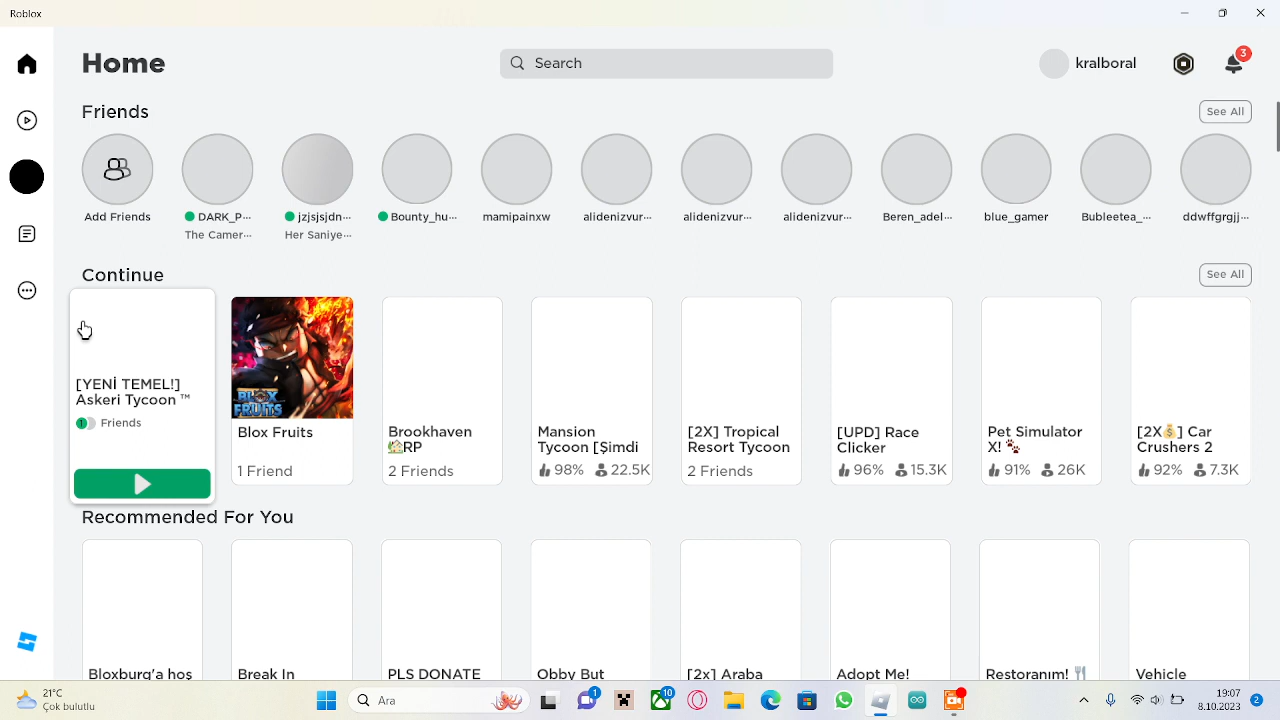 Roblox
Home
Search
kralboral
3
Friends
See All
Add Friends
DARK_P...
The Camer...
jzjsjsjdn...
Her Saniye...
Bounty_hu...
mamipainxw
alidenizvur...
alidenizvur...
alidenizvur...
Beren_adel...
blue_gamer
Bubleetea_...
ddwffgrgjj...
Continue
See All
[YENİ TEMEL!]
Askeri Tycoon ™
1 Friends
BLOX
FRUITS
Blox Fruits
1 Friend
Brookhaven
🏡RP
2 Friends
Mansion
Tycoon [Şimdi
98% 22.5K
[2X] Tropical
Resort Tycoon
2 Friends
[UPD] Race
Clicker
96% 15.3K
Pet Simulator
X! 🐾
91% 26K
[2X💰] Car
Crushers 2
92% 7.3K
Recommended For You
Bloxburg'a hoş
Break In
PLS DONATE
Obby But
[2x] Araba
Adopt Me!
Restoranım! 🍴
Vehicle
21°C
Çok bulutlu
Ara
1
10
19:07
8.10.2023
2